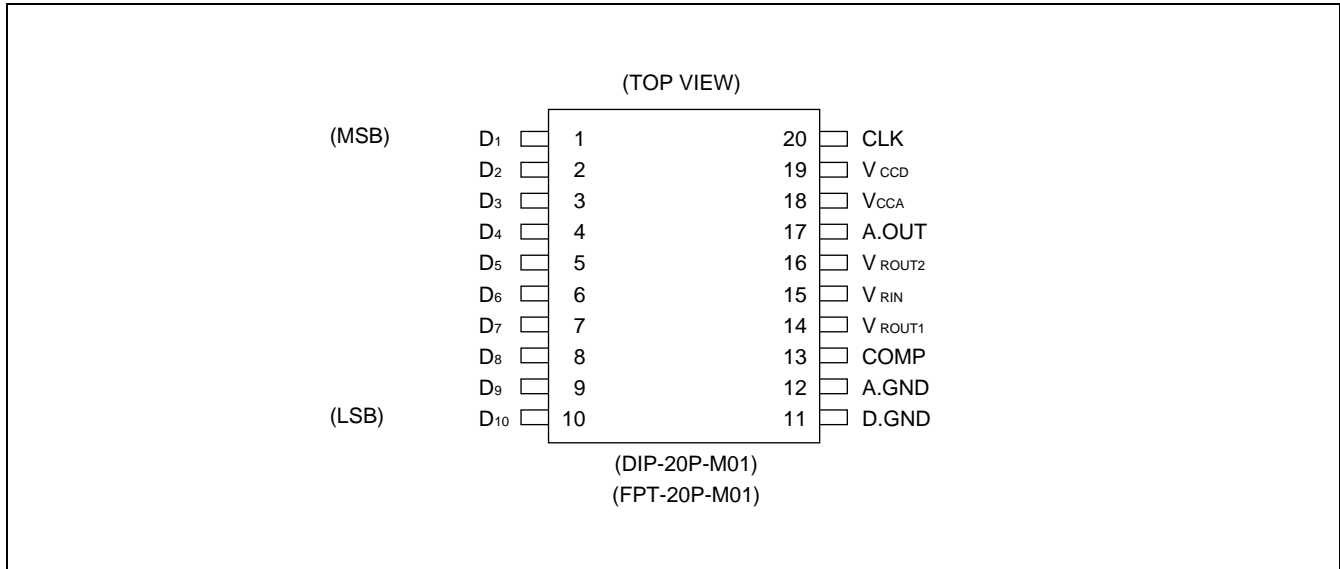 (TOP VIEW)
(MSB) D1 1 20 CLK
D2 2 19 VCCD
D3 3 18 VCCA
D4 4 17 A.OUT
D5 5 16 VROUT2
D6 6 15 VRIN
D7 7 14 VROUT1
D8 8 13 COMP
D9 9 12 A.GND
(LSB) D10 10 11 D.GND
(DIP-20P-M01)
(FPT-20P-M01)